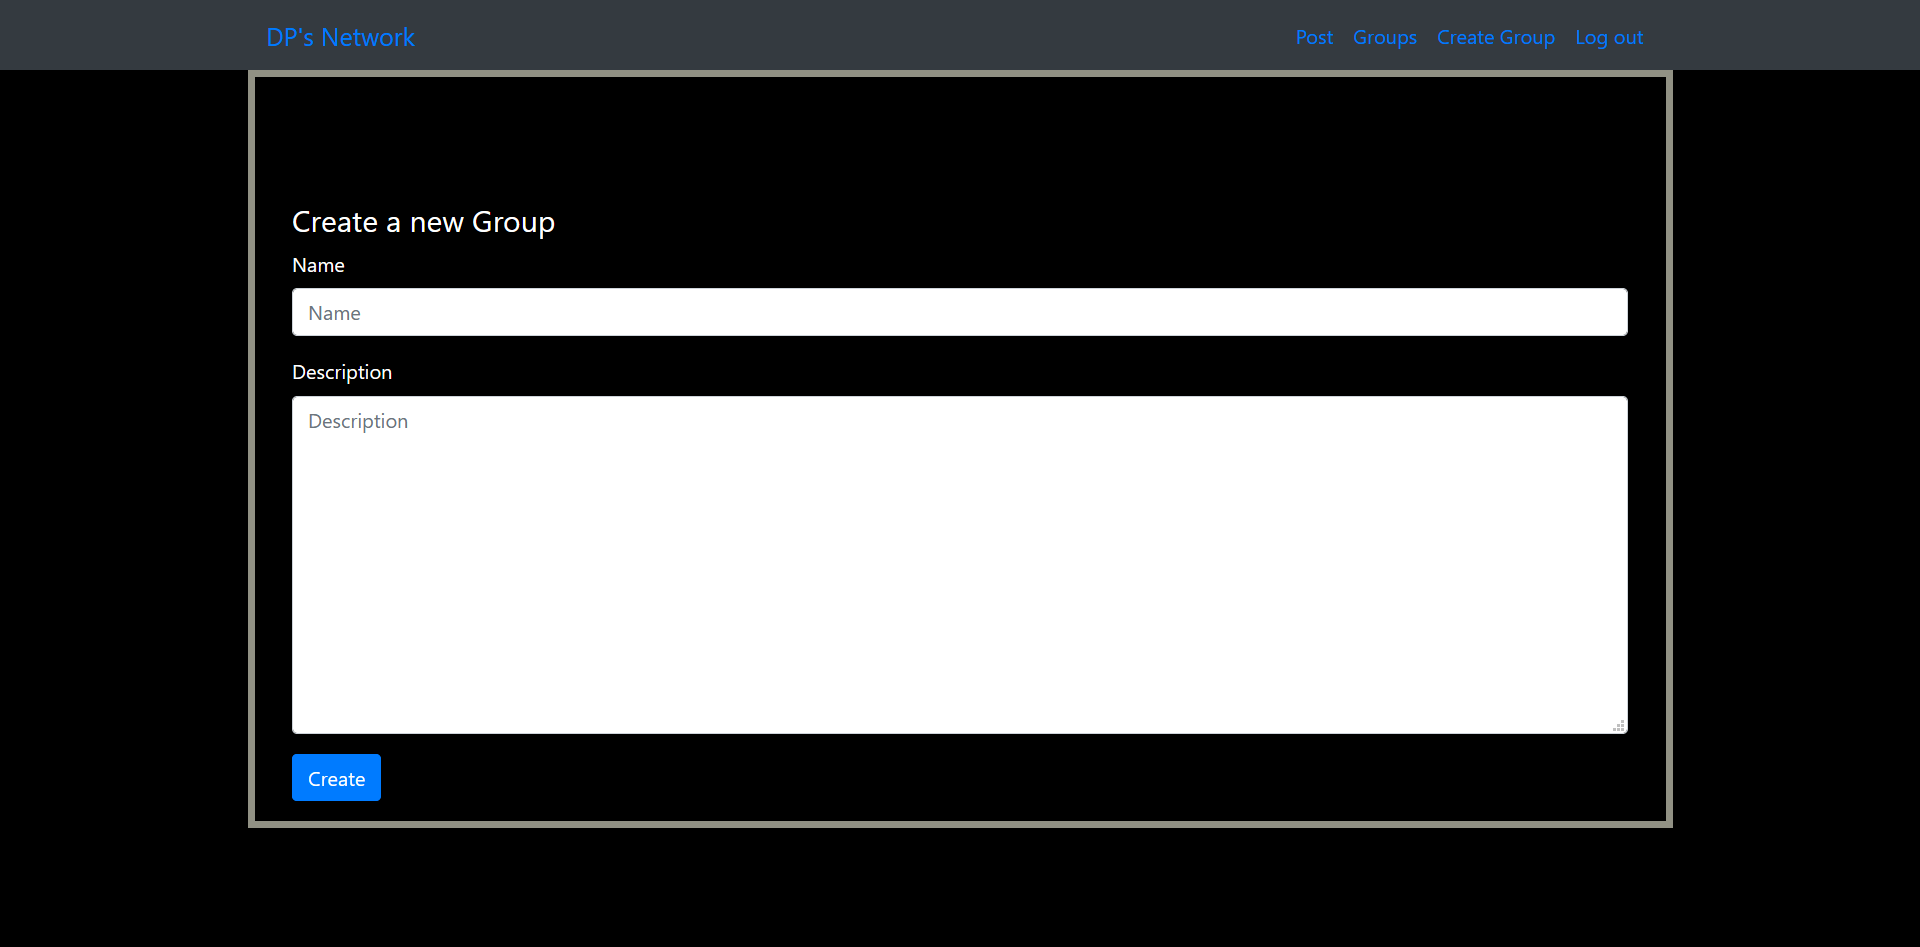 DP's Network Post Groups Create Group Log out
Create a new Group
Name
Name
Description
Description
Create